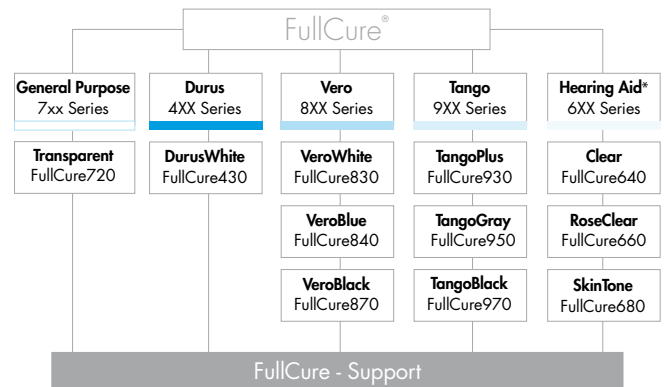 FullCure®
General Purpose
7xx Series
Durus
4XX Series
Vero
8XX Series
Tango
9XX Series
Hearing Aid*
6XX Series
Transparent
FullCure720
DurusWhite
FullCure430
VeroWhite
FullCure830
TangoPlus
FullCure930
Clear
FullCure640
VeroBlue
FullCure840
TangoGray
FullCure950
RoseClear
FullCure660
VeroBlack
FullCure870
TangoBlack
FullCure970
SkinTone
FullCure680
FullCure - Support